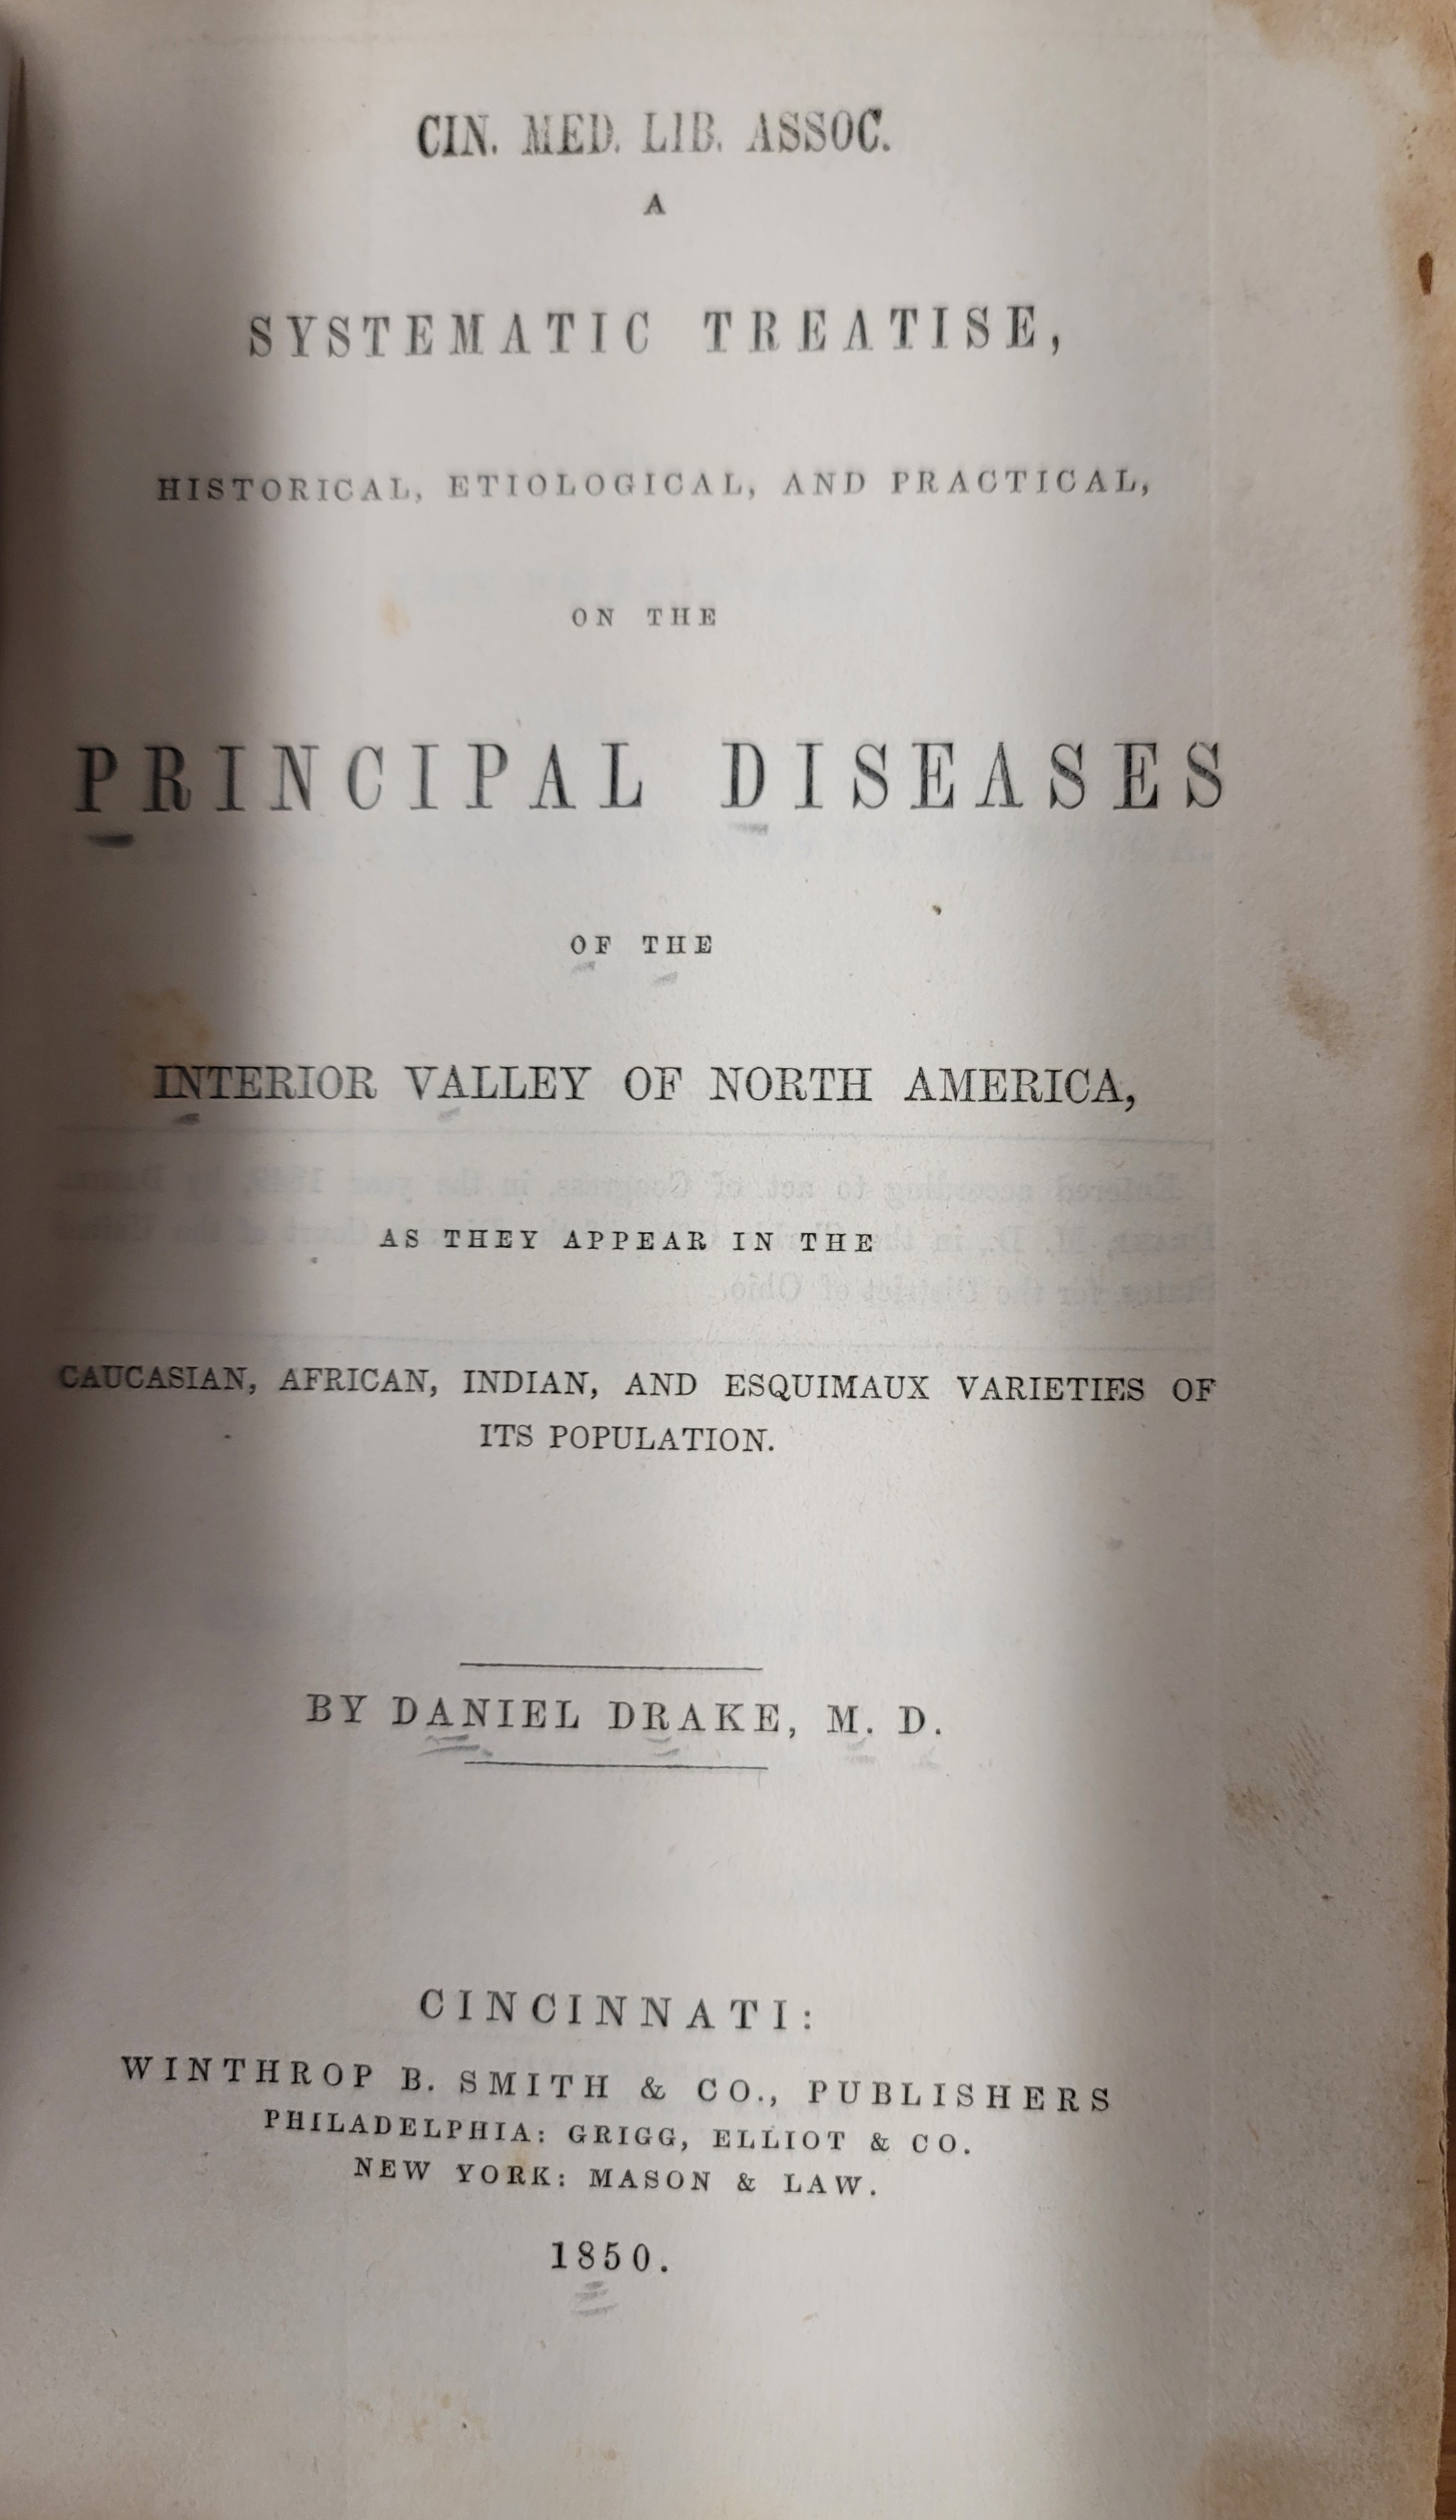 CIN. MED. LIB. ASSOC.
A
SYSTEMATIC TREATISE,
HISTORICAL, ETIOLOGICAL, AND PRACTICAL,
ON THE
PRINCIPAL DISEASES
OF THE
INTERIOR VALLEY OF NORTH AMERICA,
AS THEY APPEAR IN THE
CAUCASIAN, AFRICAN, INDIAN, AND ESQUIMAUX VARIETIES OF
ITS POPULATION.
BY DANIEL DRAKE, M. D.
CINCINNATI:
WINTHROP B. SMITH & CO., PUBLISHERS
PHILADELPHIA: GRIGG, ELLIOT & CO.
NEW YORK: MASON & LAW.
1850.